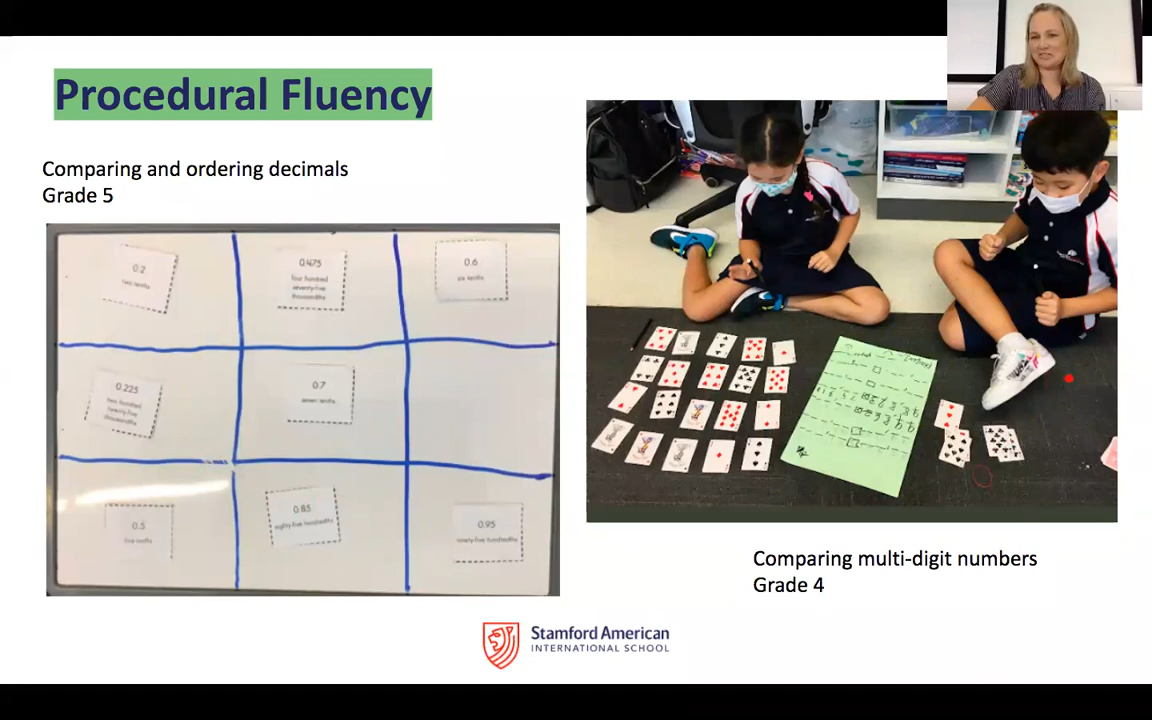 Procedural Fluency
Comparing and ordering decimals
Grade 5
0.2
two tenths
0.475
four hundred
seventy-five
thousandths
0.6
six tenths
0.225
two hundred
twenty-five
thousandths
0.7
seven tenths
0.5
five tenths
0.85
eighty-five hundredths
0.95
ninety-five hundredths
Comparing multi-digit numbers
Grade 4
Stamford American
INTERNATIONAL SCHOOL